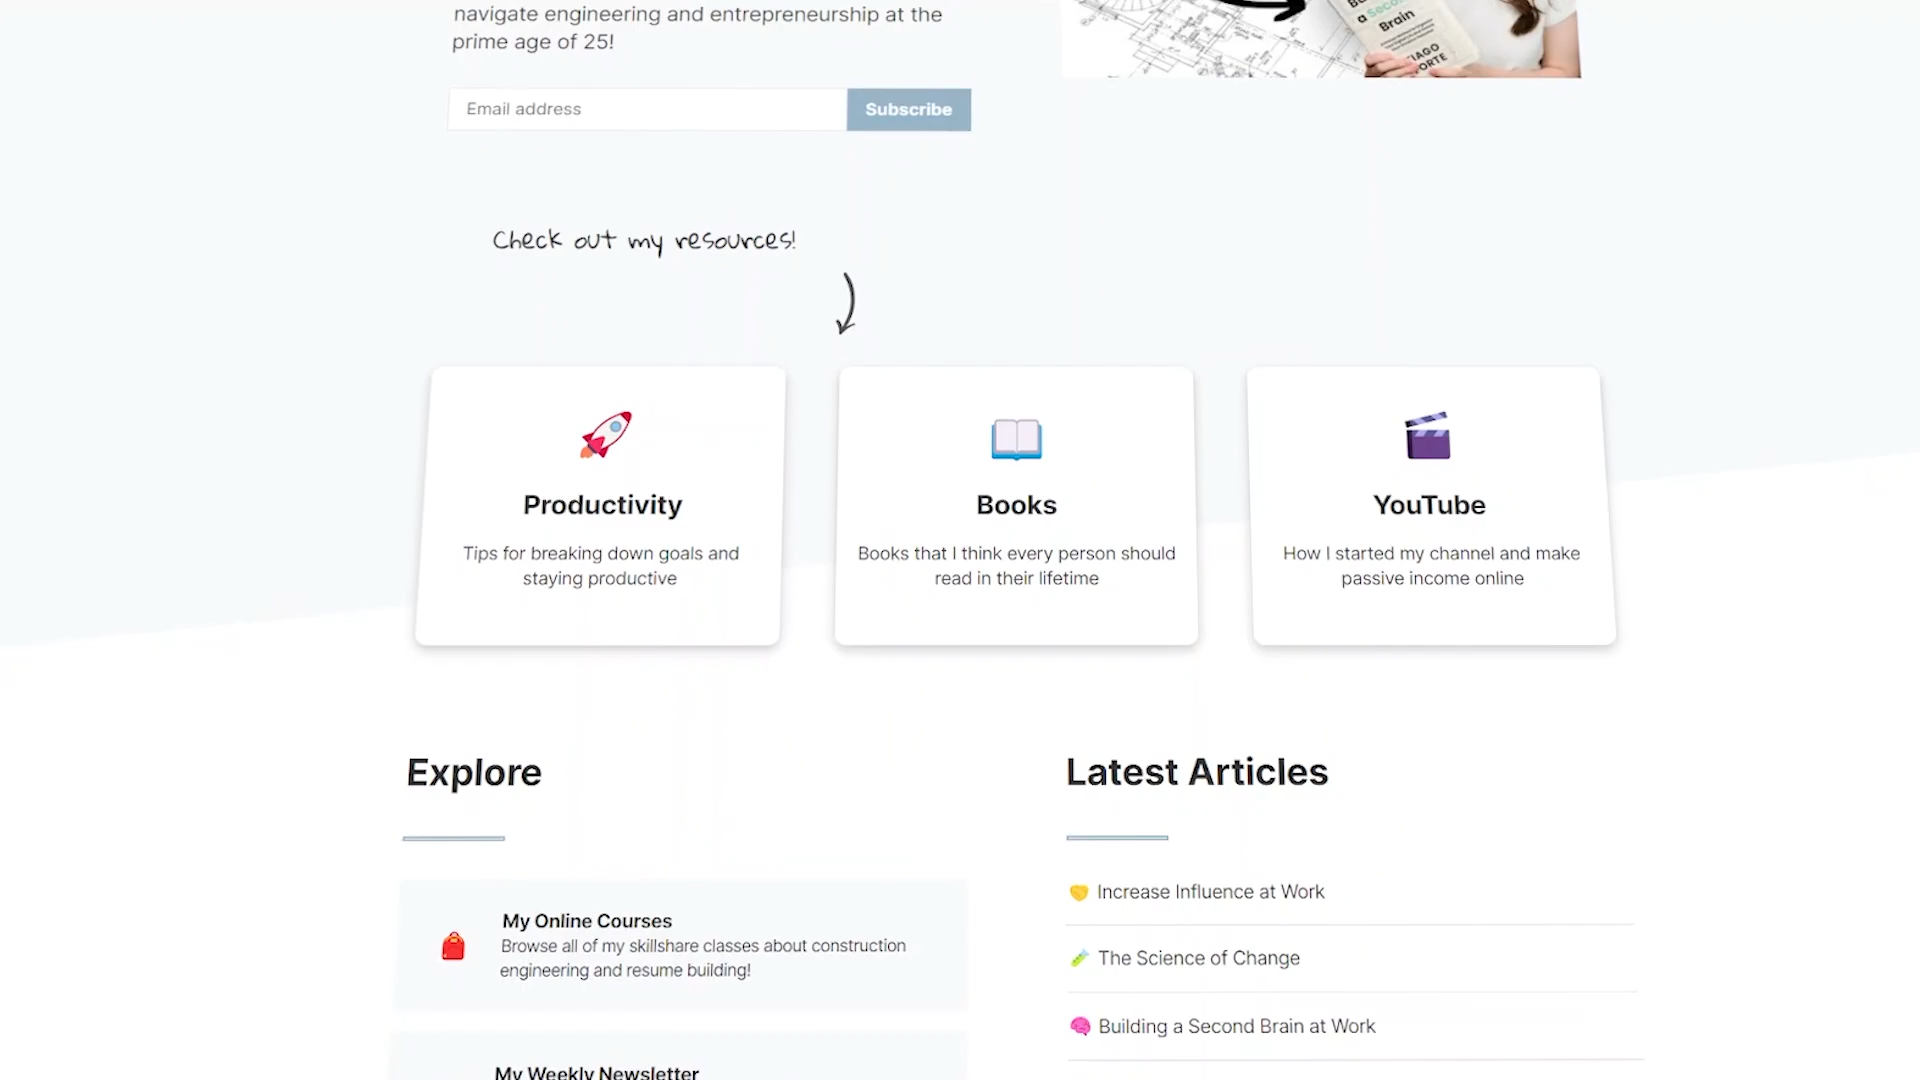 navigate engineering and entrepreneurship at the
prime age of 25!
a Second
Brain
Email address
Subscribe
Check out my resources!
Productivity
Tips for breaking down goals and
staying productive
Books
Books that I think every person should
read in their lifetime
YouTube
How I started my channel and make
passive income online
Explore
My Online Courses
Browse all of my skillshare classes about construction
engineering and resume building!
My Weekly Newsletter
Latest Articles
Increase Influence at Work
The Science of Change
Building a Second Brain at Work